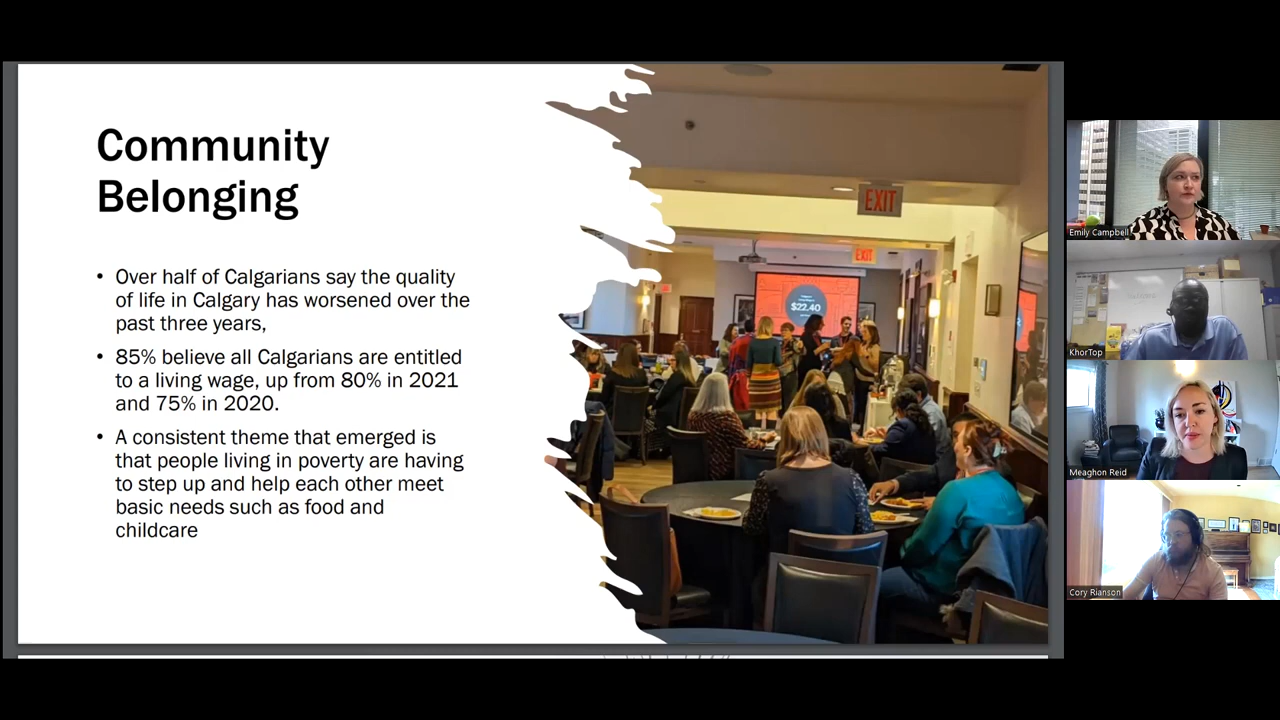 Community
Belonging
• Over half of Calgarians say the quality
of life in Calgary has worsened over the
past three years,
• 85% believe all Calgarians are entitled
to a living wage, up from 80% in 2021
and 75% in 2020.
• A consistent theme that emerged is
that people living in poverty are having
to step up and help each other meet
basic needs such as food and
childcare
EXIT
EXIT
$22.40
Emily Campbell
KhorTop
Meaghon Reid
Cory Rianson